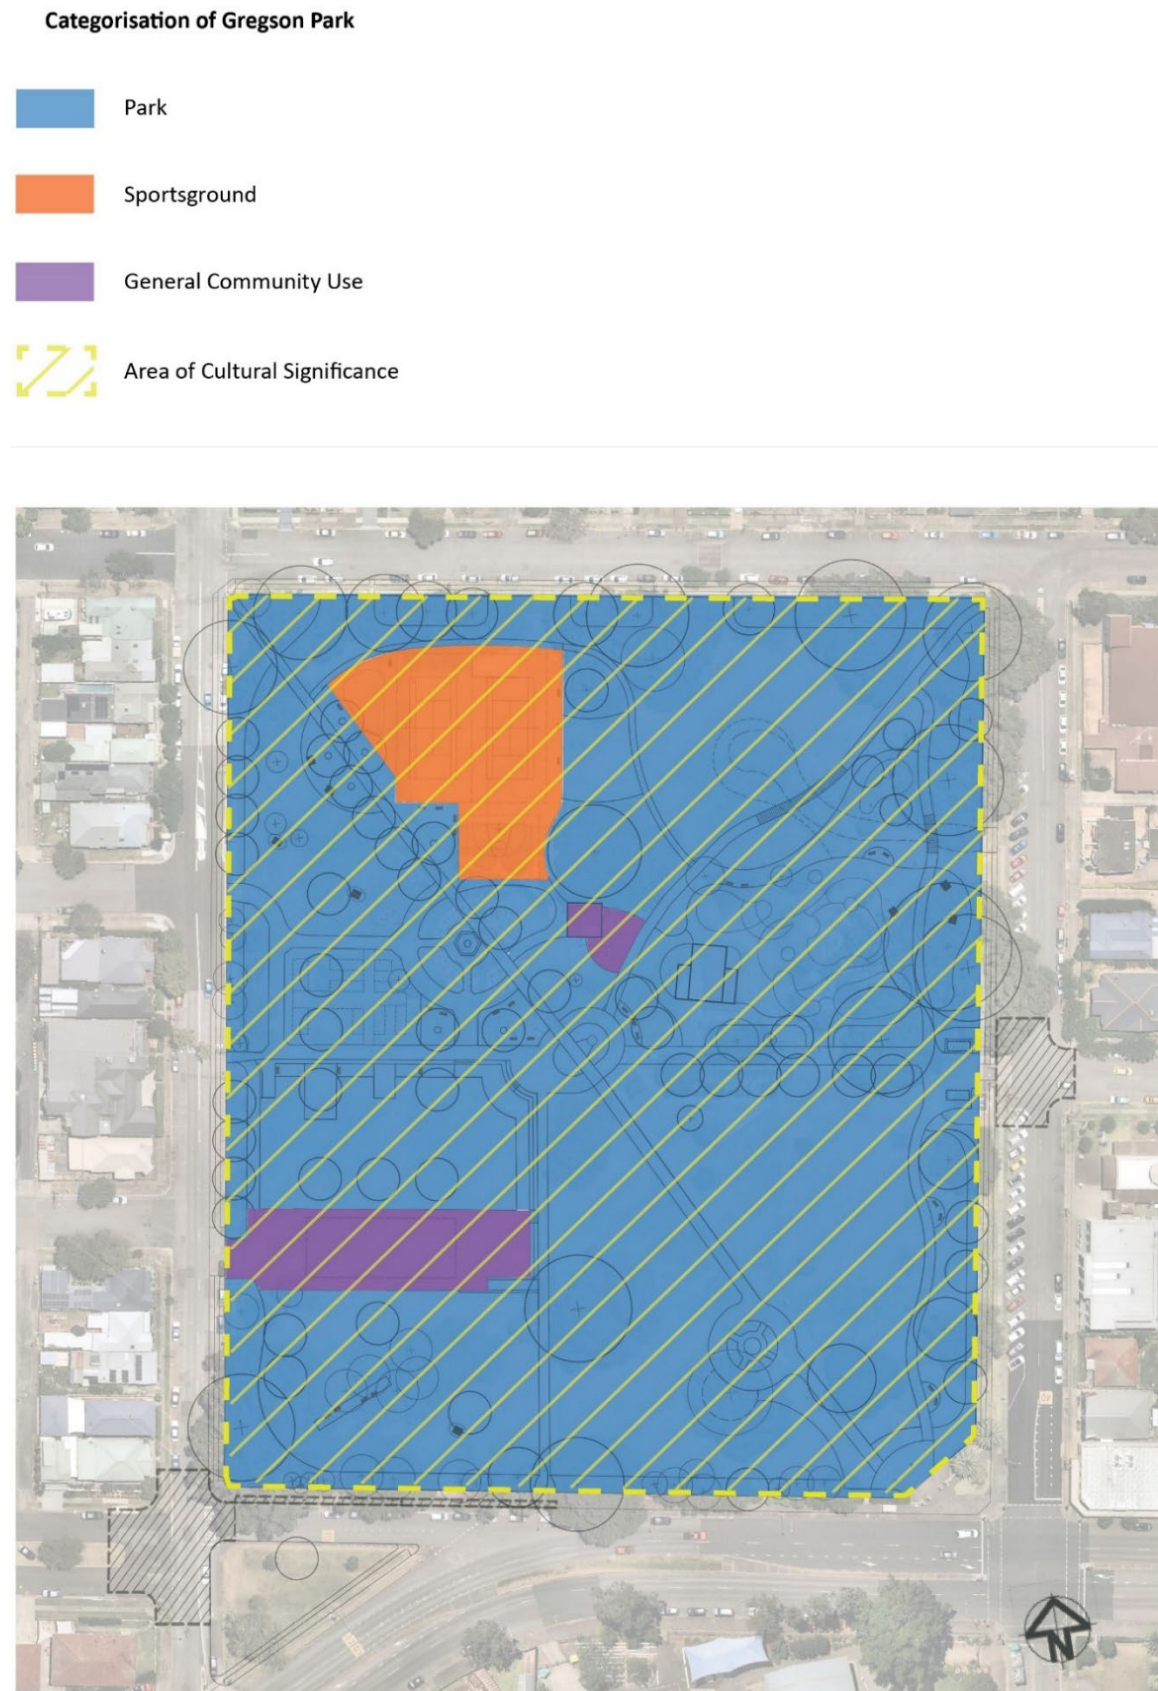 Categorisation of Gregson Park
Park
Sportsground
General Community Use
Area of Cultural Significance
N